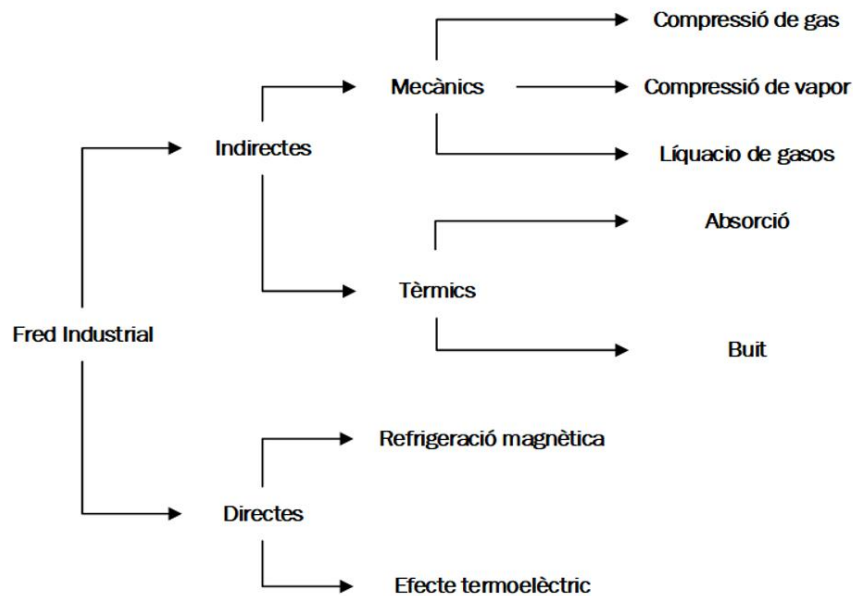 Compressió de gas
Mecànics
Compressió de vapor
Indirectes
Líquacio de gasos
Absorció
Tèrmics
Fred Industrial
Buit
Refrigeració magnètica
Directes
Efecte termoelèctric